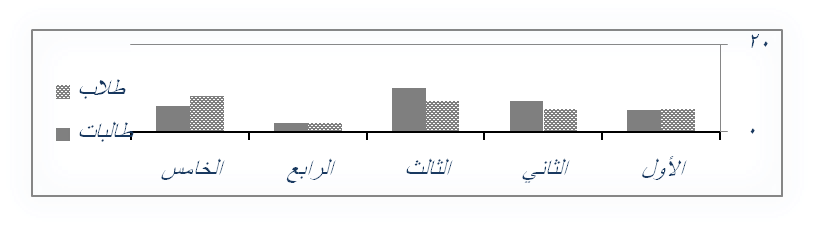 ٢٠
٠
طلاب
طالبات
الأول الثاني الثالث الرابع الخامس